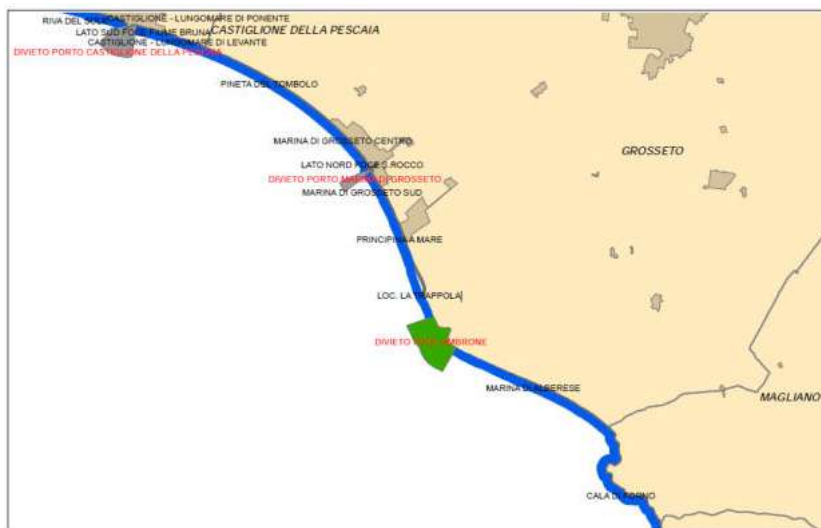 CASTIGLIONE - LUNGOMARE DI PONENTE
RIVA DEL SOLE
CASTIGLIONE DELLA PESCAIA
LATO SUD FOCE FIUME BRUNA
CASTIGLIONE - LUNGOMARE DI LEVANTE
DIVIETO PORTO CASTIGLIONE DELLA PESCAIA
PINETA DEL TOMBOLO
MARINA DI GROSSETO CENTRO
GROSSETO
LATO NORD FOCE S.ROCCO
DIVIETO PORTO MARINA DI GROSSETO
MARINA DI GROSSETO SUD
PRINCIPINA A MARE
LOC. LA TRAPPOLA
DIVIETO FOCE OMBRONE
MARINA DI ALBERESE
MAGLIANO
CALA DI FORNO